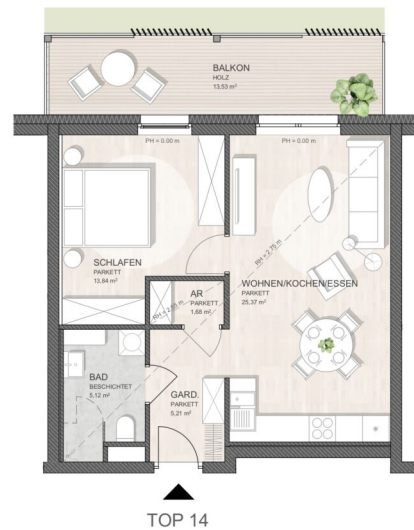 BALKON
HOLZ
13,53 m²
PH = 0.00 m
PH = 0.00 m
RH = 2.75 m
SCHLAFEN
PARKETT
13,84 m²
AR
PARKETT
1,68 m²
WOHNEN/KOCHEN/ESSEN
PARKETT
25,37 m²
BAD
BESCHICHTET
5,12 m²
GARD.
PARKETT
5,21 m²
TOP 14